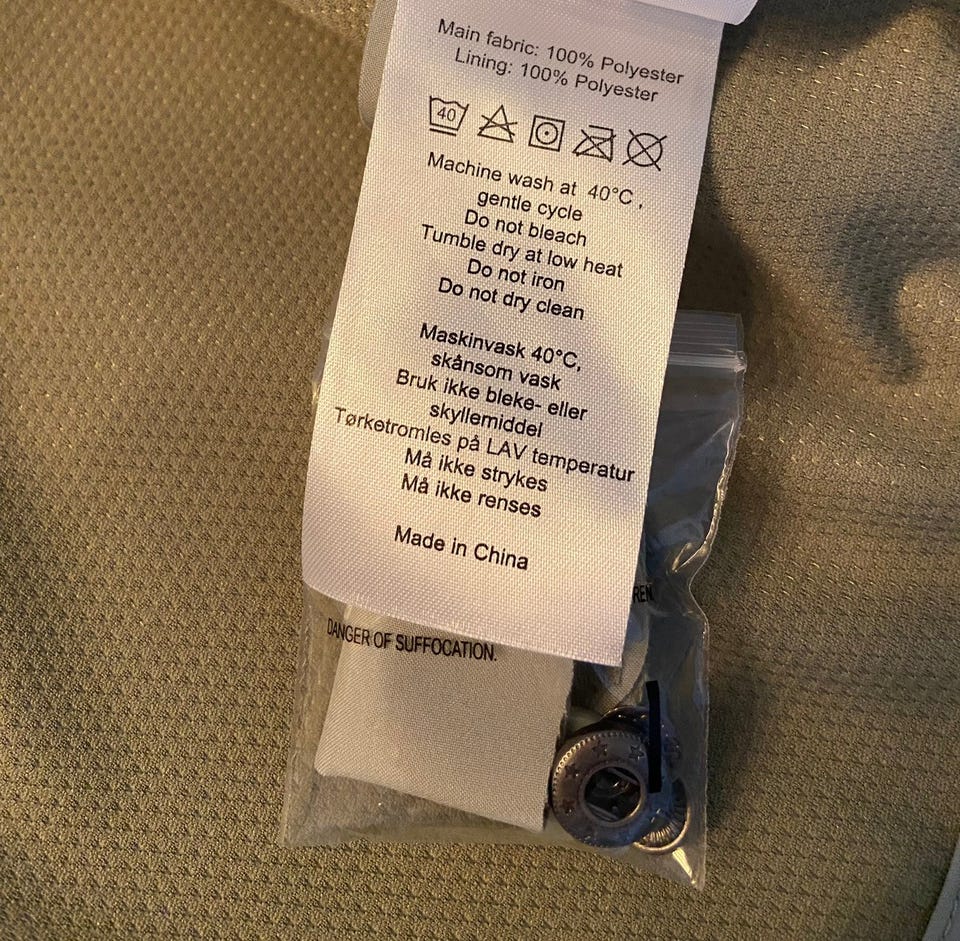 Main fabric: 100% Polyester
Lining: 100% Polyester
40
Machine wash at 40°C,
gentle cycle
Do not bleach
Tumble dry at low heat
Do not iron
Do not dry clean
Maskinvask 40°C,
skånsom vask
Bruk ikke bleke- eller
skyllemiddel
Tørketromles på LAV temperatur
Må ikke strykes
Må ikke renses
Made in China
DANGER OF SUFFOCATION.